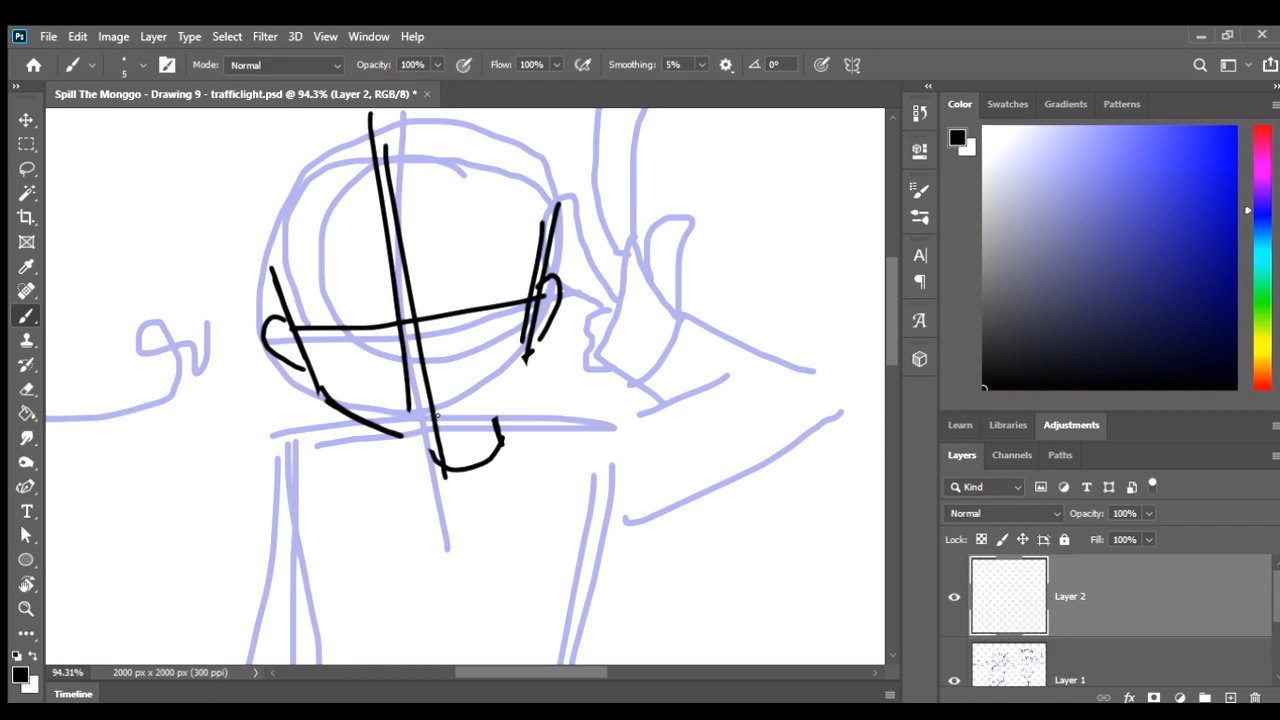 Ps File Edit Image Layer Type Select Filter 3D View Window Help
5 Mode: Normal Opacity: 100% Flow: 100% Smoothing: 5% 0°
Spill The Monggo - Drawing 9 - trafficlight.psd @ 94.3% (Layer 2, RGB/8) *
Color Swatches Gradients Patterns
Learn Libraries Adjustments
Layers Channels Paths
Kind
Normal Opacity: 100%
Lock: Fill: 100%
Layer 2
Layer 1
94.31% 2000 px x 2000 px (300 ppi)
Timeline